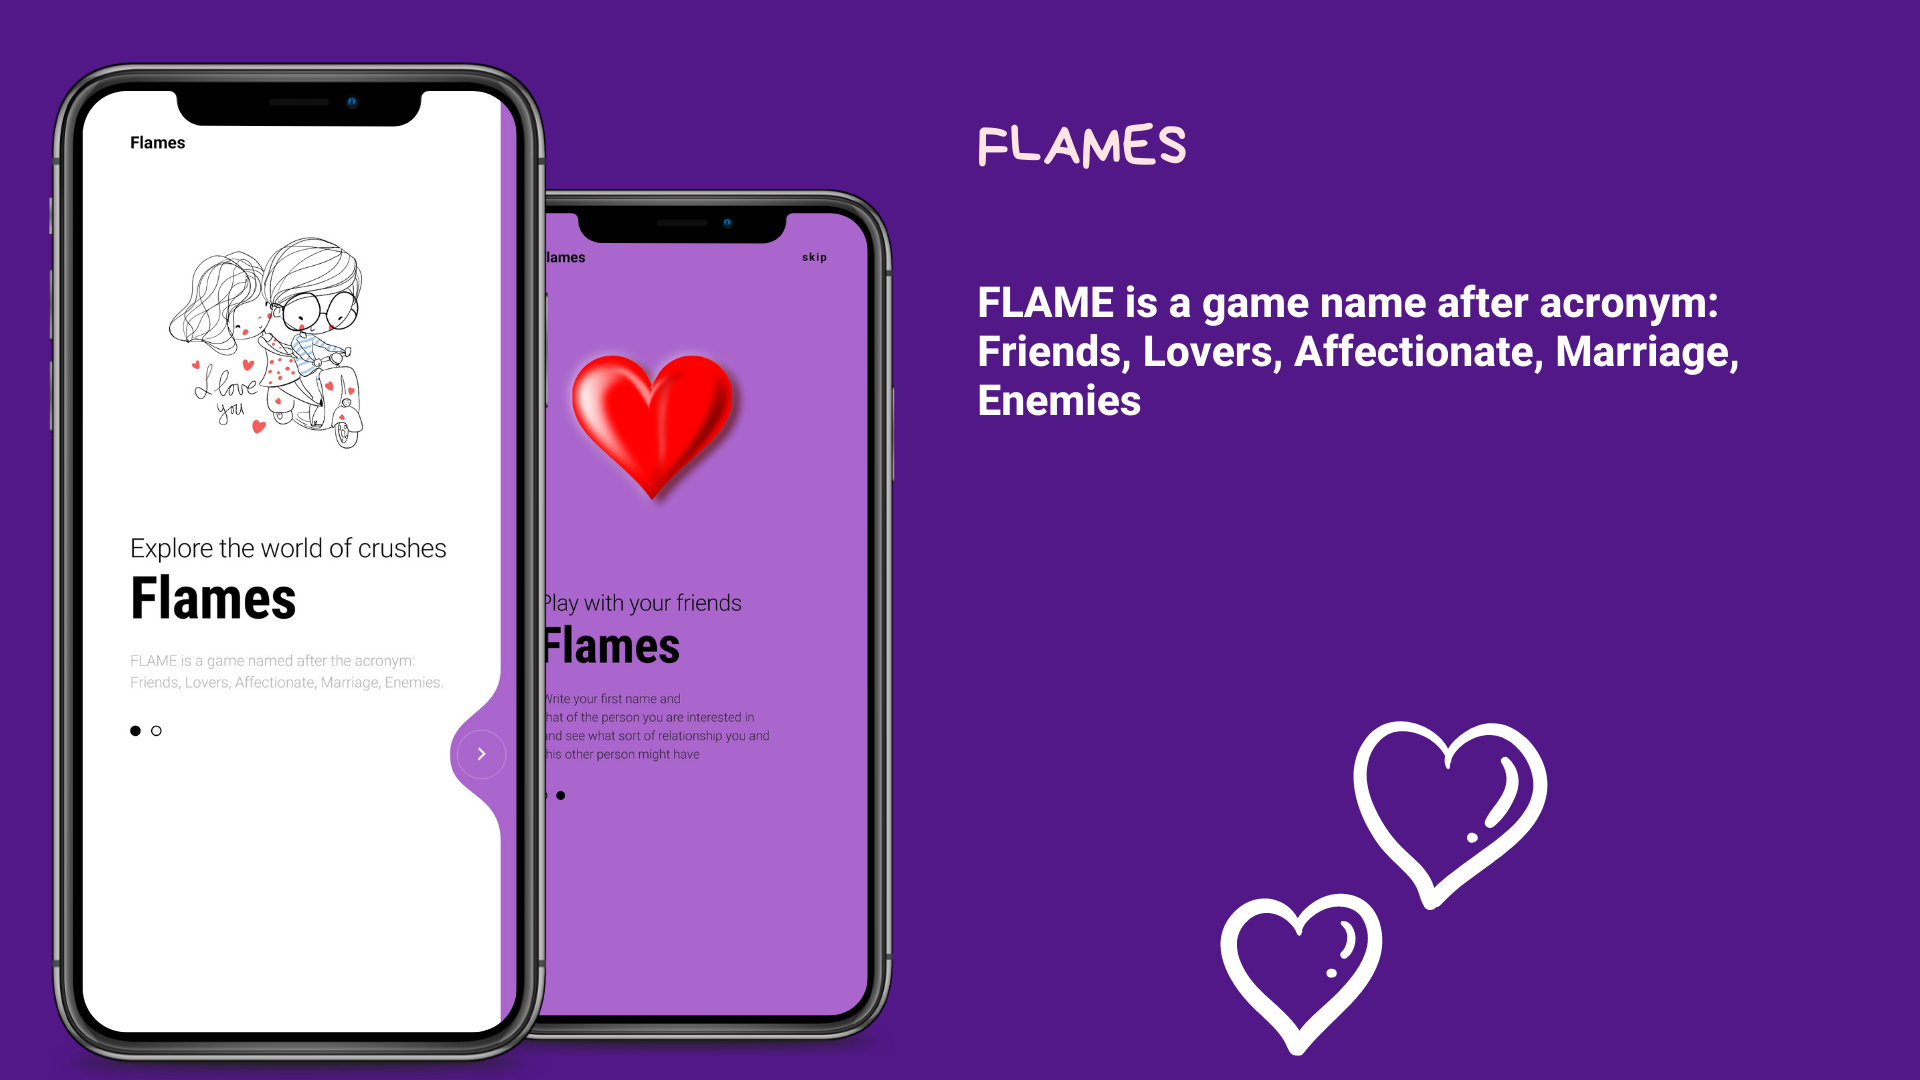 Flames
I love
you
Explore the world of crushes
Flames
FLAME is a game named after the acronym:
Friends, Lovers, Affectionate, Marriage, Enemies.
lames
skip
Play with your friends
Flames
Write your first name and
hat of the person you are interested in
and see what sort of relationship you and
his other person might have
FLAMES
FLAME is a game name after acronym:
Friends, Lovers, Affectionate, Marriage,
Enemies